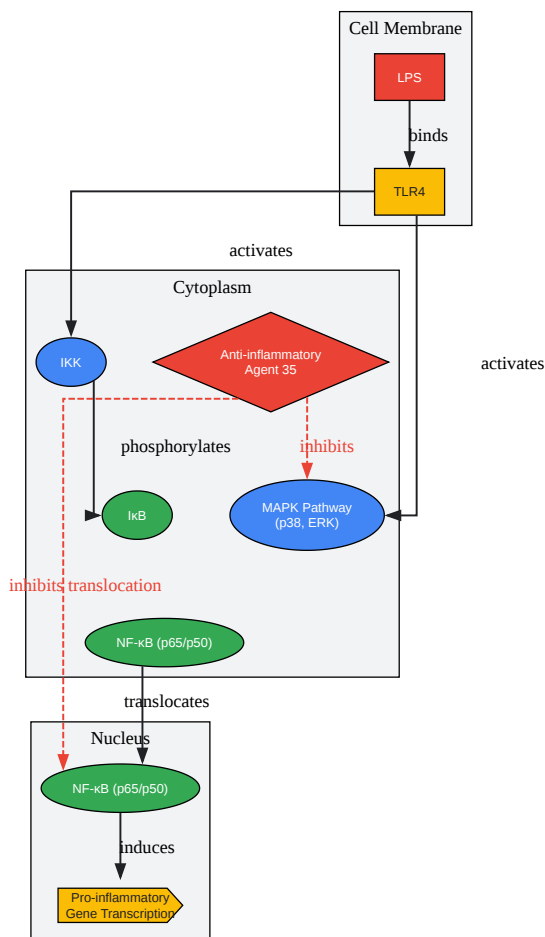 Cell Membrane
LPS
binds
TLR4
activates
Cytoplasm
IKK
Anti-inflammatory
Agent 35
activates
phosphorylates
inhibits
IκB
MAPK Pathway
(p38, ERK)
inhibits translocation
NF-κB (p65/p50)
translocates
Nucleus
NF-κB (p65/p50)
induces
Pro-inflammatory
Gene Transcription